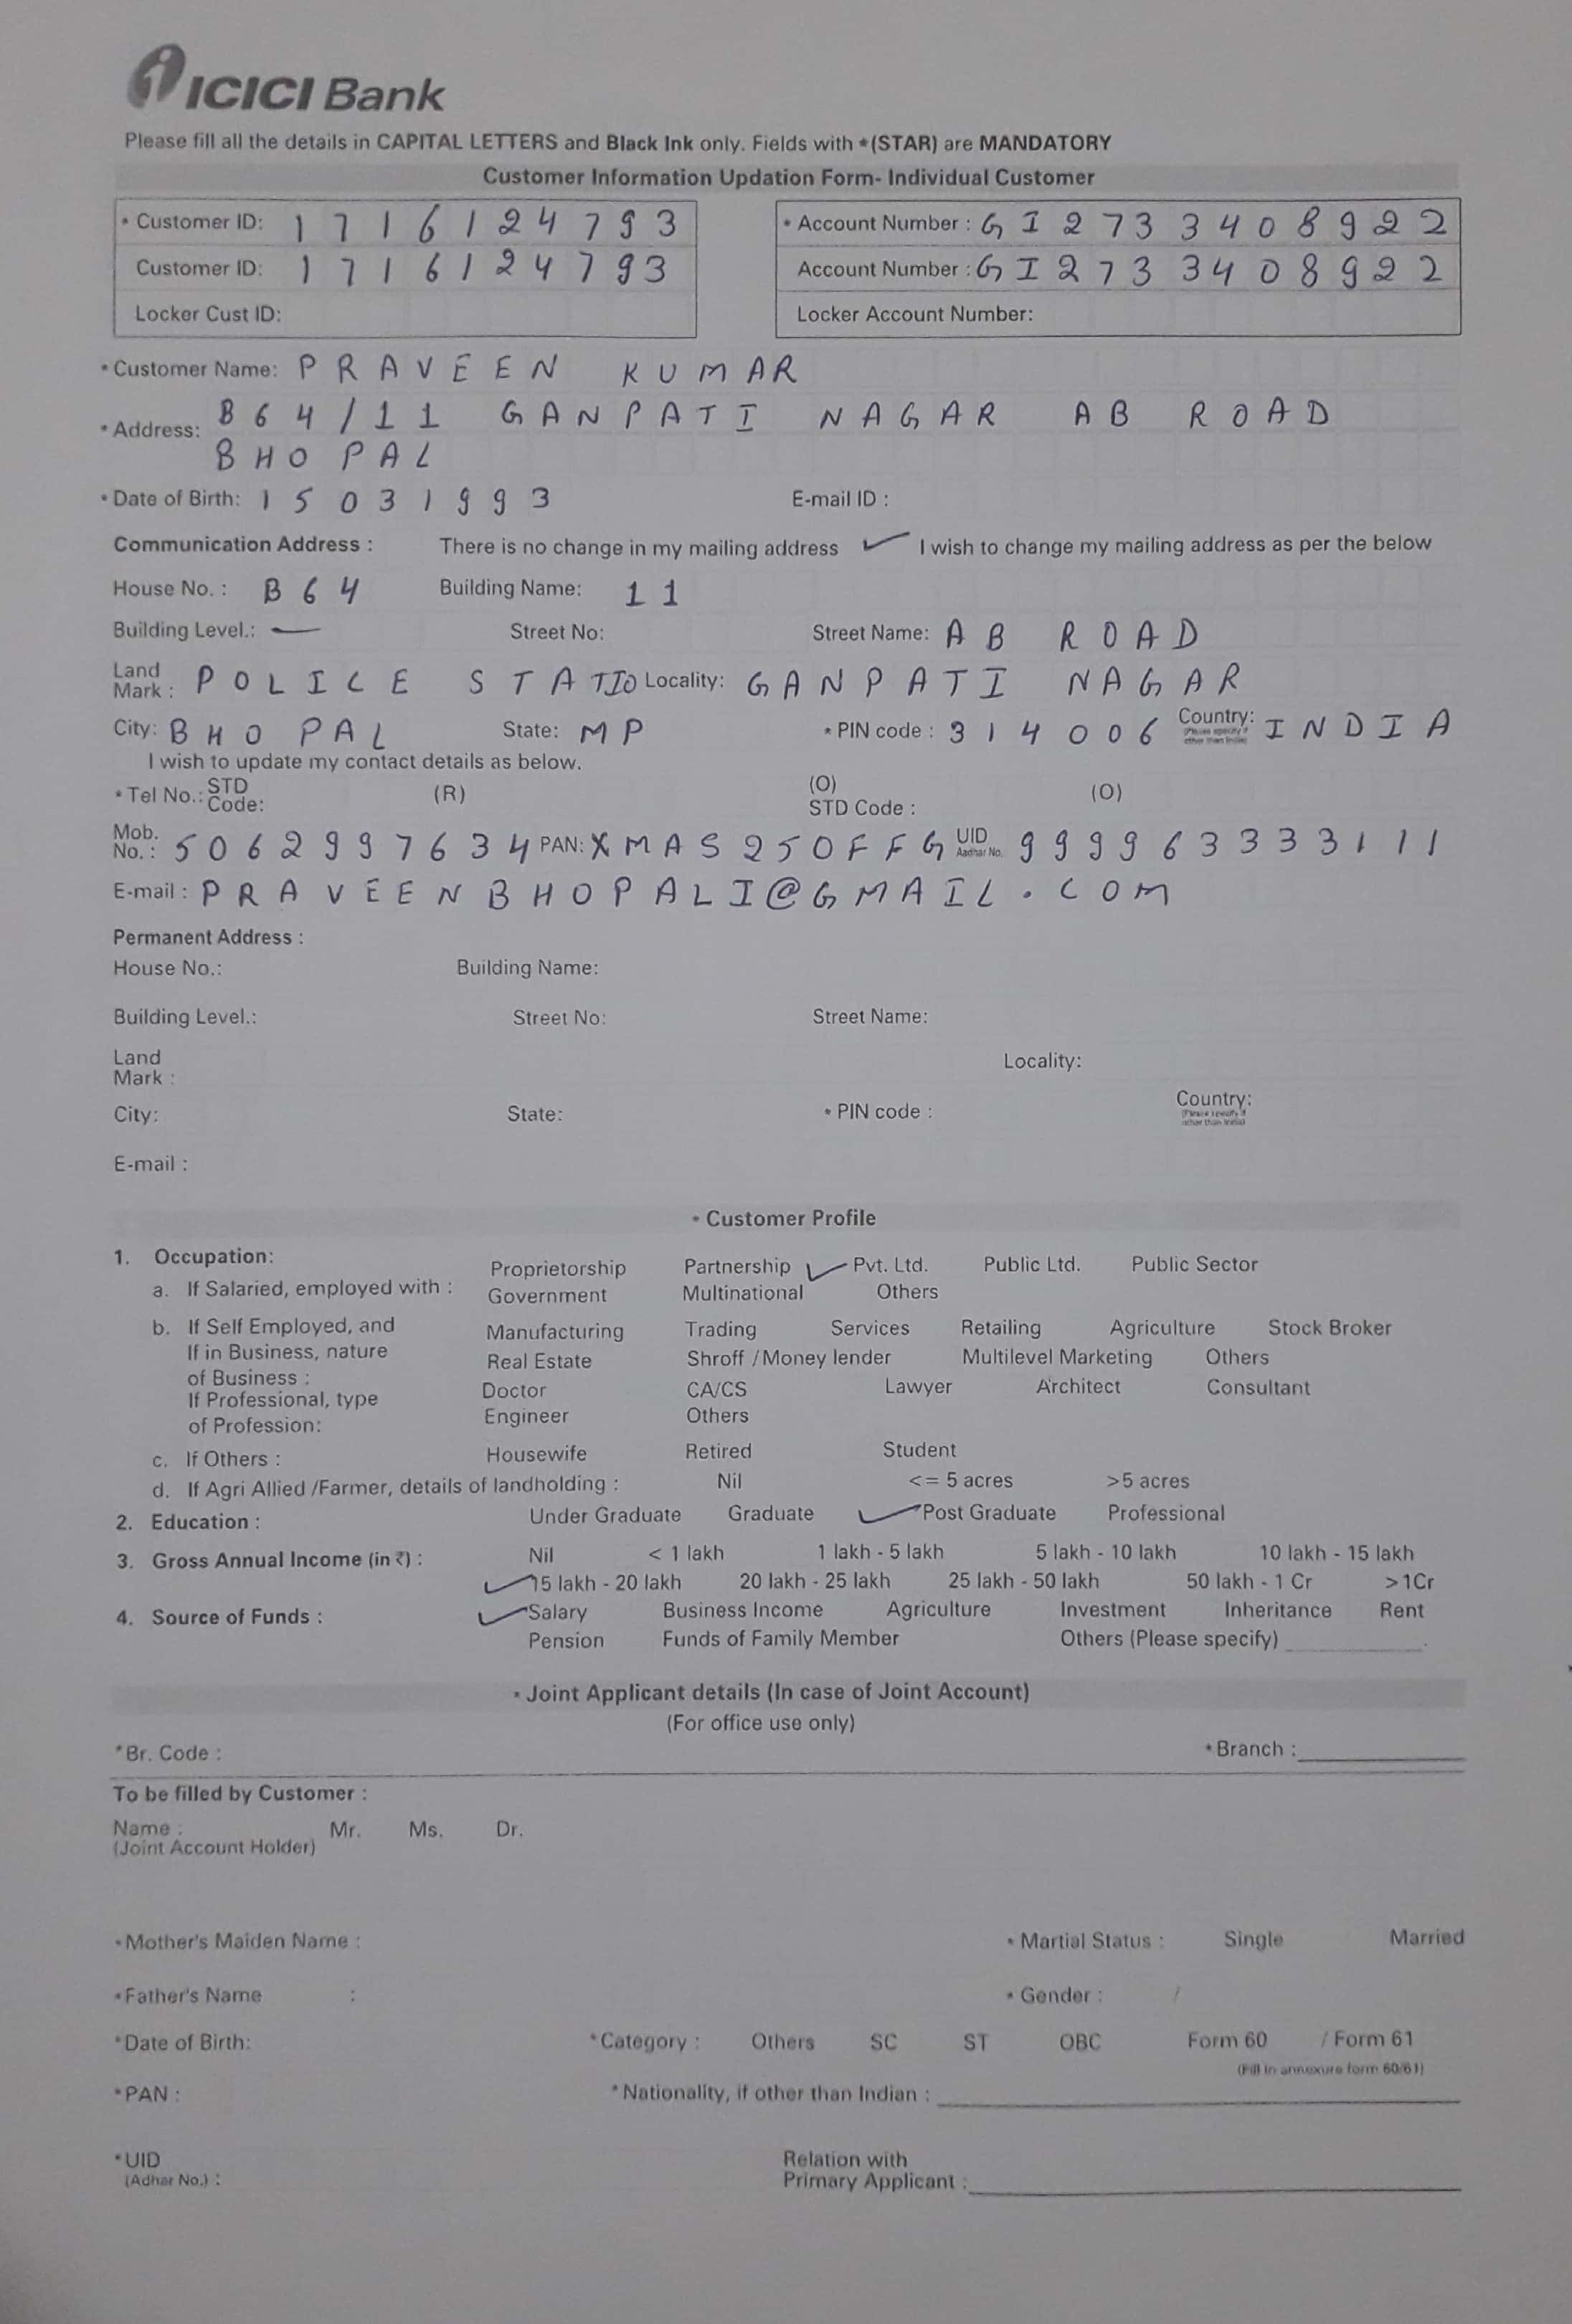 ICICI Bank
Please fill all the details in CAPITAL LETTERS and Black Ink only. Fields with *(STAR) are MANDATORY
Customer Information Updation Form- Individual Customer
* Customer ID: 1716124793 * Account Number : GI2733408922
Customer ID: 1716124793 Account Number : GI2733408922
Locker Cust ID: Locker Account Number:
* Customer Name: PRAVEEN KUMAR
* Address: B64/11 GANPATI NAGAR AB ROAD
BHOPAL
* Date of Birth: 15031993 E-mail ID :
Communication Address : There is no change in my mailing address ✓ I wish to change my mailing address as per the below
House No. : B64 Building Name: 11
Building Level.: — Street No: Street Name: AB ROAD
Land Mark : POLICE STATIO Locality: GANPATI NAGAR
City: BHOPAL State: MP * PIN code : 314006 Country: (Please specify if other than India) INDIA
I wish to update my contact details as below.
* Tel No.: STD Code: (R) (O) STD Code : (O)
Mob. No. : 5062997634 PAN: XMAS250FFG UID Aadhar No. 999963333111
E-mail : PRAVEENBHOPALI@GMAIL.COM
Permanent Address :
House No.: Building Name:
Building Level.: Street No: Street Name:
Land Mark : Locality:
City: State: * PIN code : Country: (Please specify if other than India)
E-mail :
* Customer Profile
1. Occupation:
a. If Salaried, employed with : Proprietorship Partnership ✓ Pvt. Ltd. Public Ltd. Public Sector
Government Multinational Others
b. If Self Employed, and Manufacturing Trading Services Retailing Agriculture Stock Broker
If in Business, nature of Business : Real Estate Shroff /Money lender Multilevel Marketing Others
If Professional, type Doctor CA/CS Lawyer Architect Consultant
of Profession: Engineer Others
c. If Others : Housewife Retired Student
d. If Agri Allied /Farmer, details of landholding : Nil <= 5 acres >5 acres
2. Education : Under Graduate Graduate ✓ Post Graduate Professional
3. Gross Annual Income (in ₹) : Nil < 1 lakh 1 lakh - 5 lakh 5 lakh - 10 lakh 10 lakh - 15 lakh
✓ 15 lakh - 20 lakh 20 lakh - 25 lakh 25 lakh - 50 lakh 50 lakh - 1 Cr >1Cr
4. Source of Funds : ✓ Salary Business Income Agriculture Investment Inheritance Rent
Pension Funds of Family Member Others (Please specify)
* Joint Applicant details (In case of Joint Account)
(For office use only)
*Br. Code : * Branch :
To be filled by Customer :
Name : Mr. Ms. Dr.
(Joint Account Holder)
* Mother's Maiden Name : * Martial Status : Single Married
* Father's Name : * Gender : /
*Date of Birth: *Category : Others SC ST OBC Form 60 / Form 61
(Fill in annexure form 60/61)
*PAN : *Nationality, if other than Indian :
*UID Relation with
(Adhar No.) : Primary Applicant :